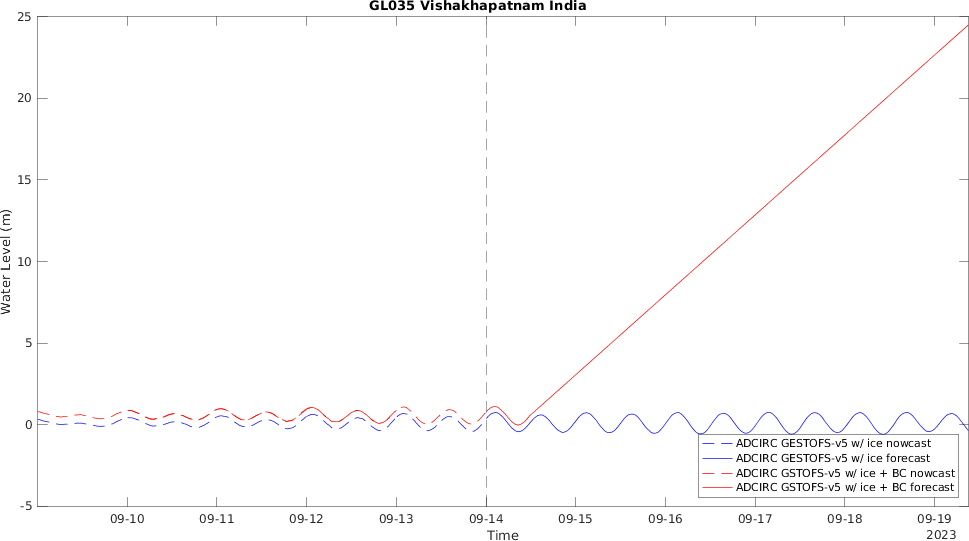 GL035 Vishakhapatnam India
25
20
15
10
5
0
-5
Water Level (m)
09-10 09-11 09-12 09-13 09-14 09-15 09-16 09-17 09-18 09-19
Time
2023
ADCIRC GESTOFS-v5 w/ ice nowcast
ADCIRC GESTOFS-v5 w/ ice forecast
ADCIRC GSTOFS-v5 w/ ice + BC nowcast
ADCIRC GSTOFS-v5 w/ ice + BC forecast